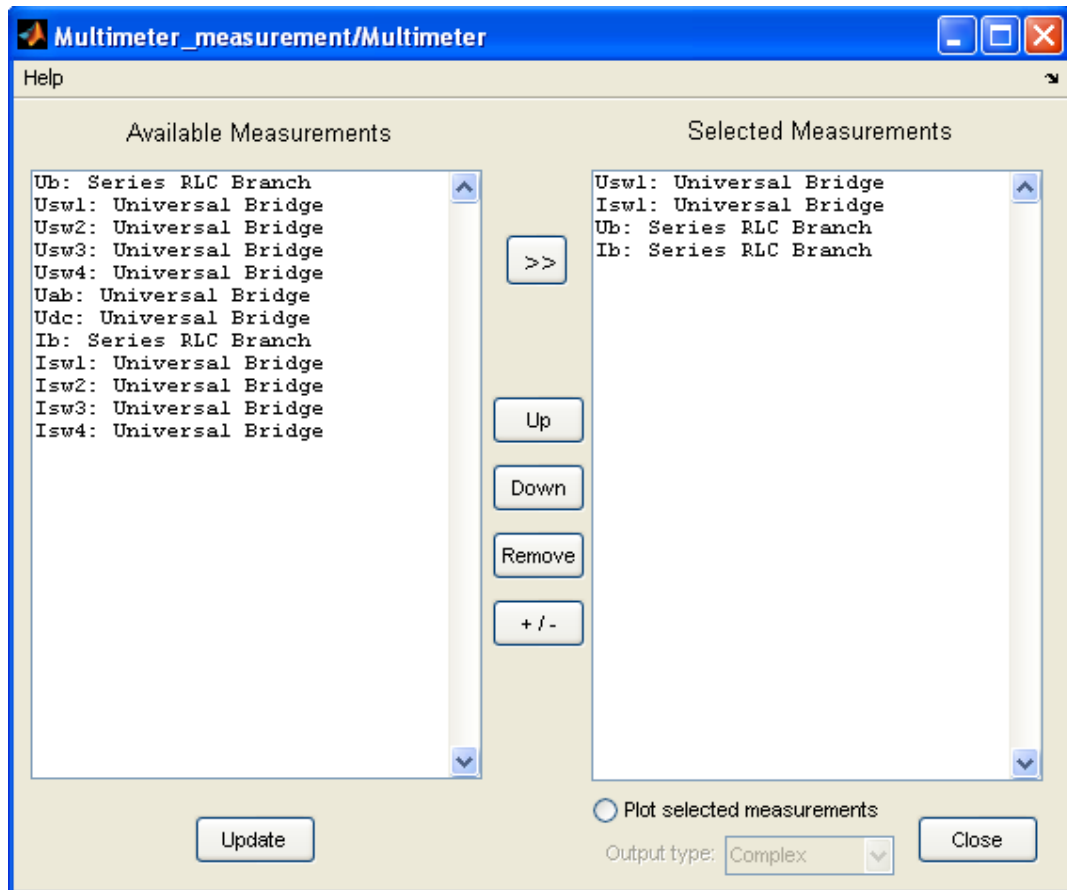 Multimeter_measurement/Multimeter
Help
Available Measurements
Ub: Series RLC Branch
Usw1: Universal Bridge
Usw2: Universal Bridge
Usw3: Universal Bridge
Usw4: Universal Bridge
Uab: Universal Bridge
Udc: Universal Bridge
Ib: Series RLC Branch
Isw1: Universal Bridge
Isw2: Universal Bridge
Isw3: Universal Bridge
Isw4: Universal Bridge
Update
>>
Up
Down
Remove
+ / -
Selected Measurements
Usw1: Universal Bridge
Isw1: Universal Bridge
Ub: Series RLC Branch
Ib: Series RLC Branch
Plot selected measurements
Output type: Complex
Close